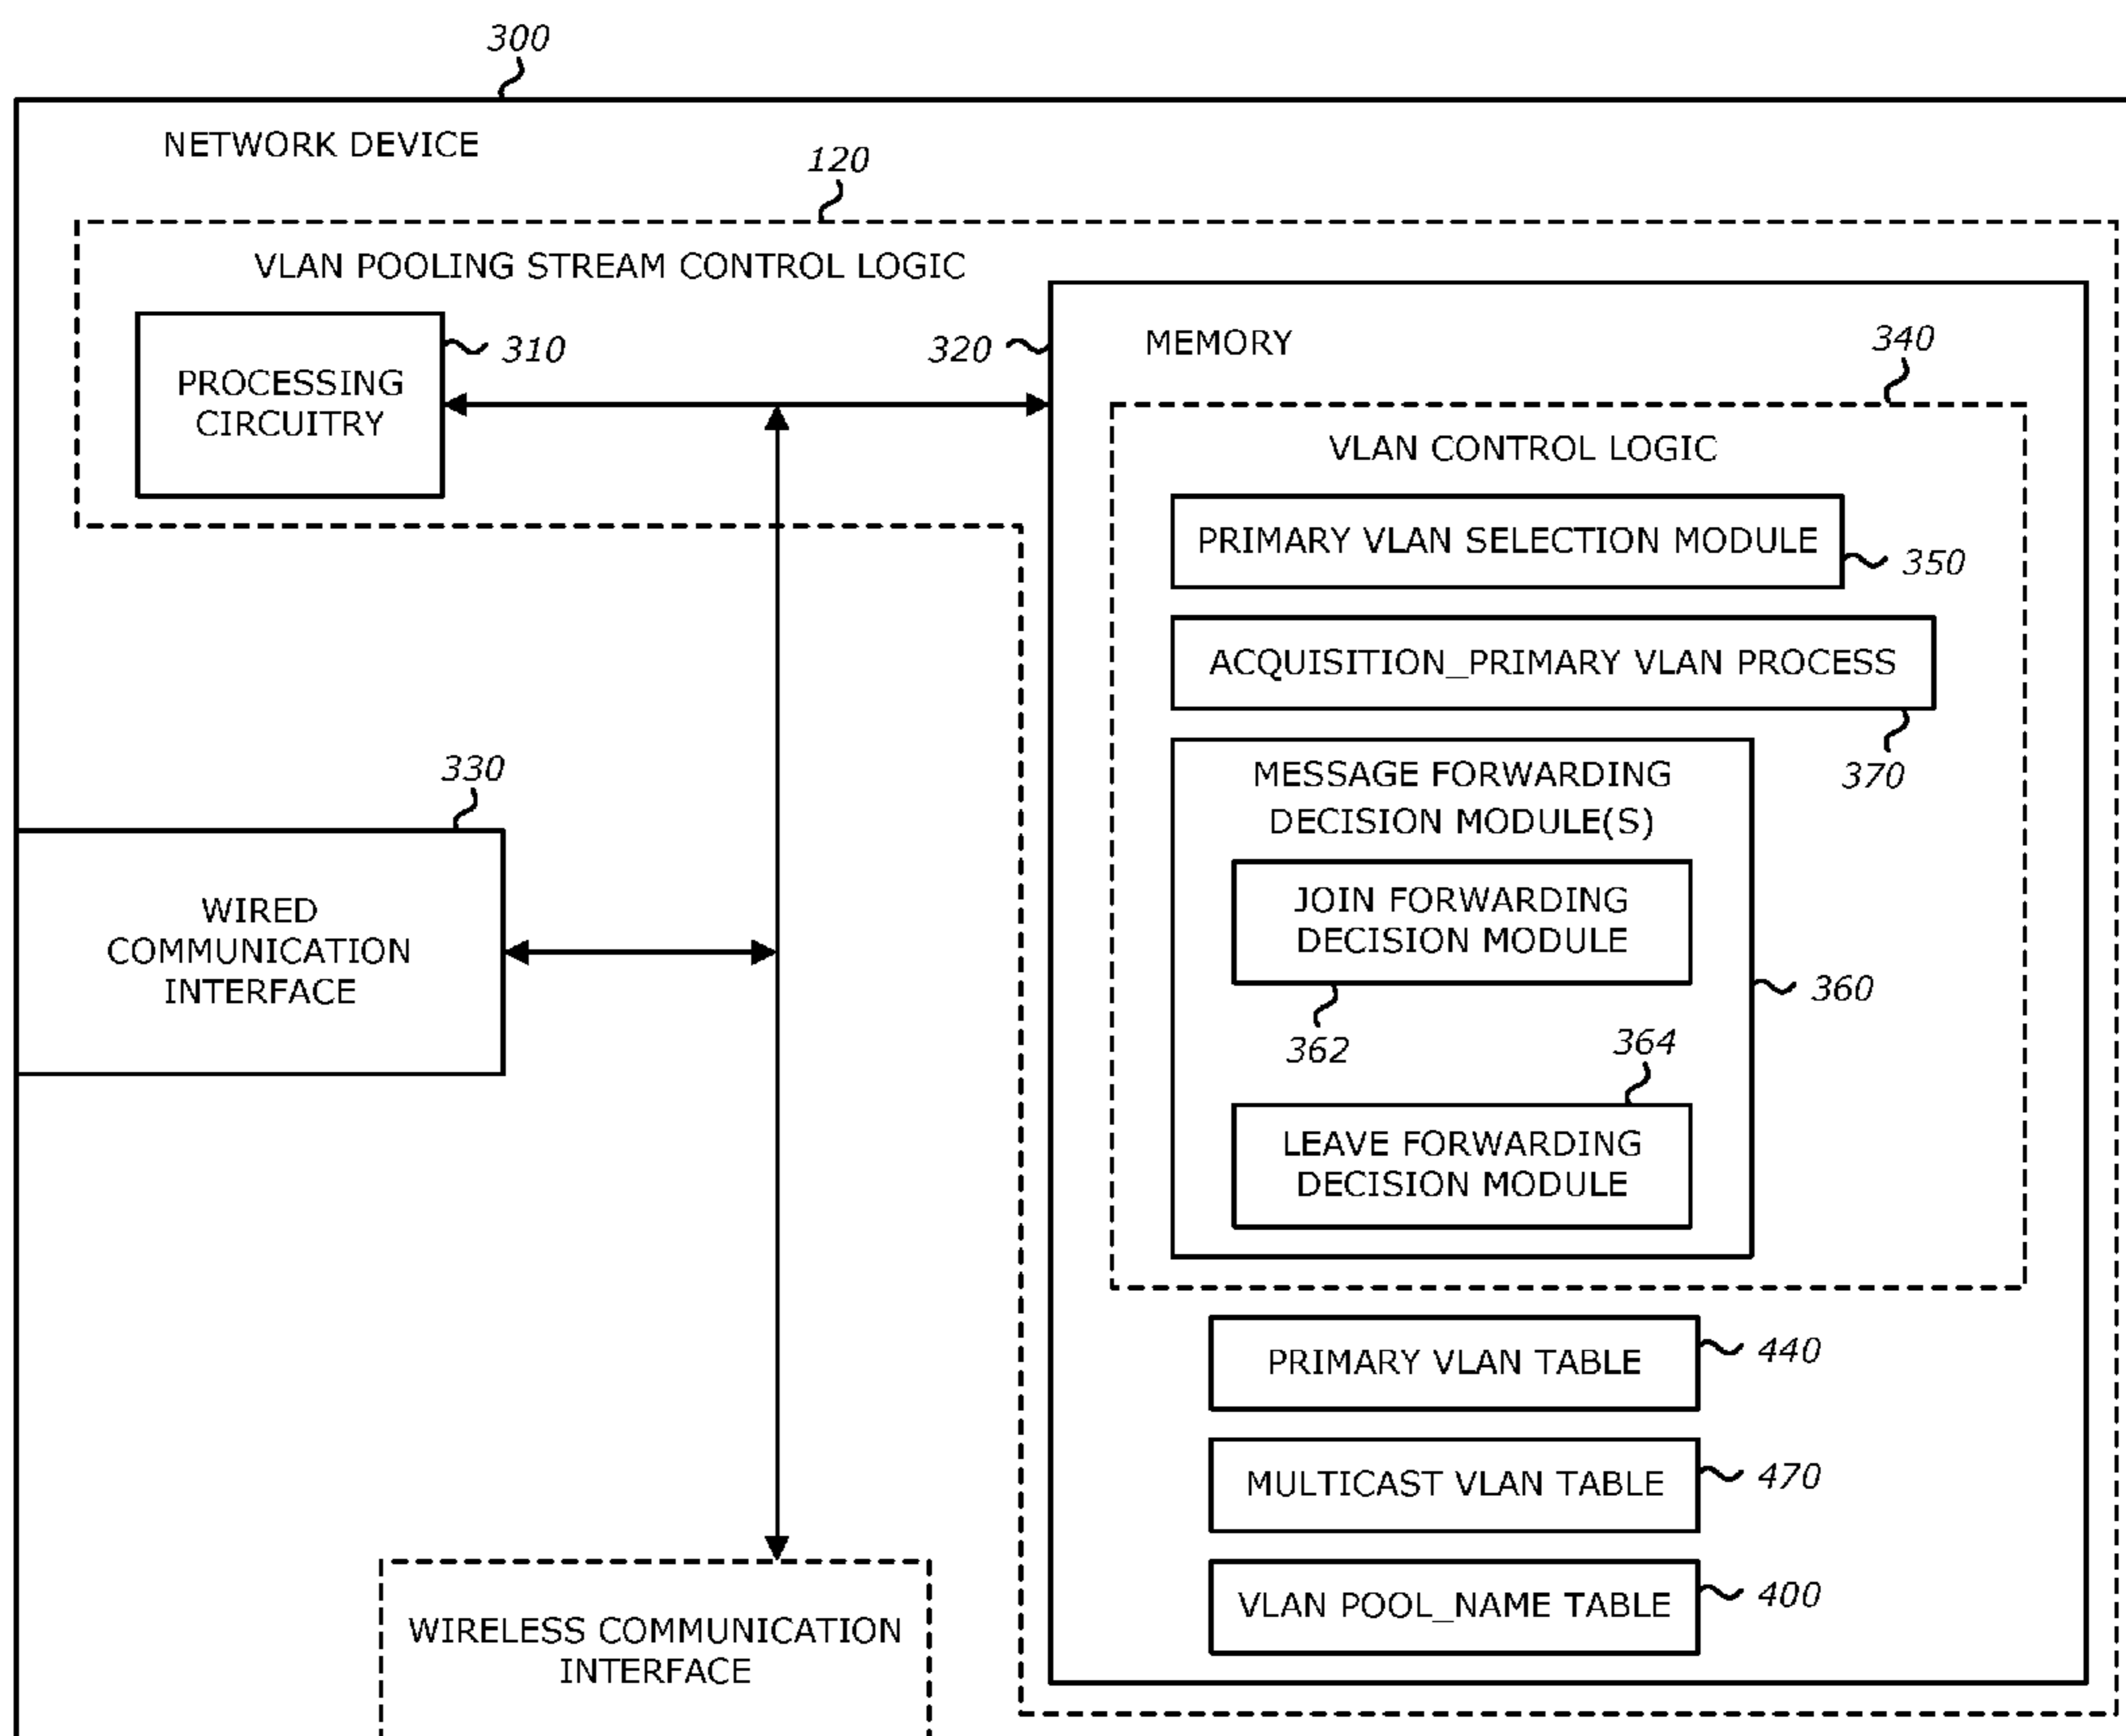 300
NETWORK DEVICE
120
VLAN POOLING STREAM CONTROL LOGIC
310
PROCESSING
CIRCUITRY
320
MEMORY
340
VLAN CONTROL LOGIC
PRIMARY VLAN SELECTION MODULE
350
ACQUISITION_PRIMARY VLAN PROCESS
370
330
WIRED
COMMUNICATION
INTERFACE
MESSAGE FORWARDING
DECISION MODULE(S)
JOIN FORWARDING
DECISION MODULE
360
362
364
LEAVE FORWARDING
DECISION MODULE
PRIMARY VLAN TABLE
440
MULTICAST VLAN TABLE
470
VLAN POOL_NAME TABLE
400
WIRELESS COMMUNICATION
INTERFACE